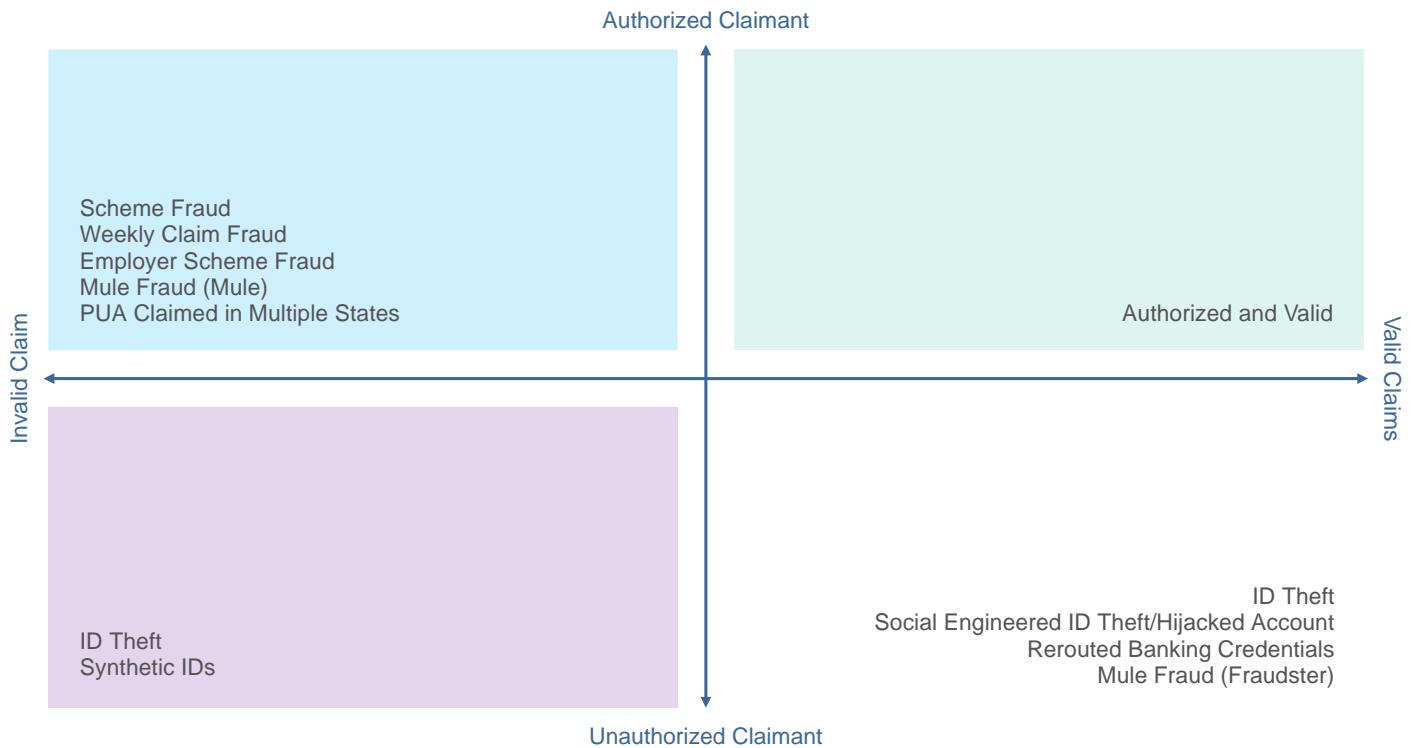 Authorized Claimant
Scheme Fraud
Weekly Claim Fraud
Employer Scheme Fraud
Mule Fraud (Mule)
PUA Claimed in Multiple States
Authorized and Valid
Invalid Claim
Valid Claims
ID Theft
Synthetic IDs
ID Theft
Social Engineered ID Theft/Hijacked Account
Rerouted Banking Credentials
Mule Fraud (Fraudster)
Unauthorized Claimant